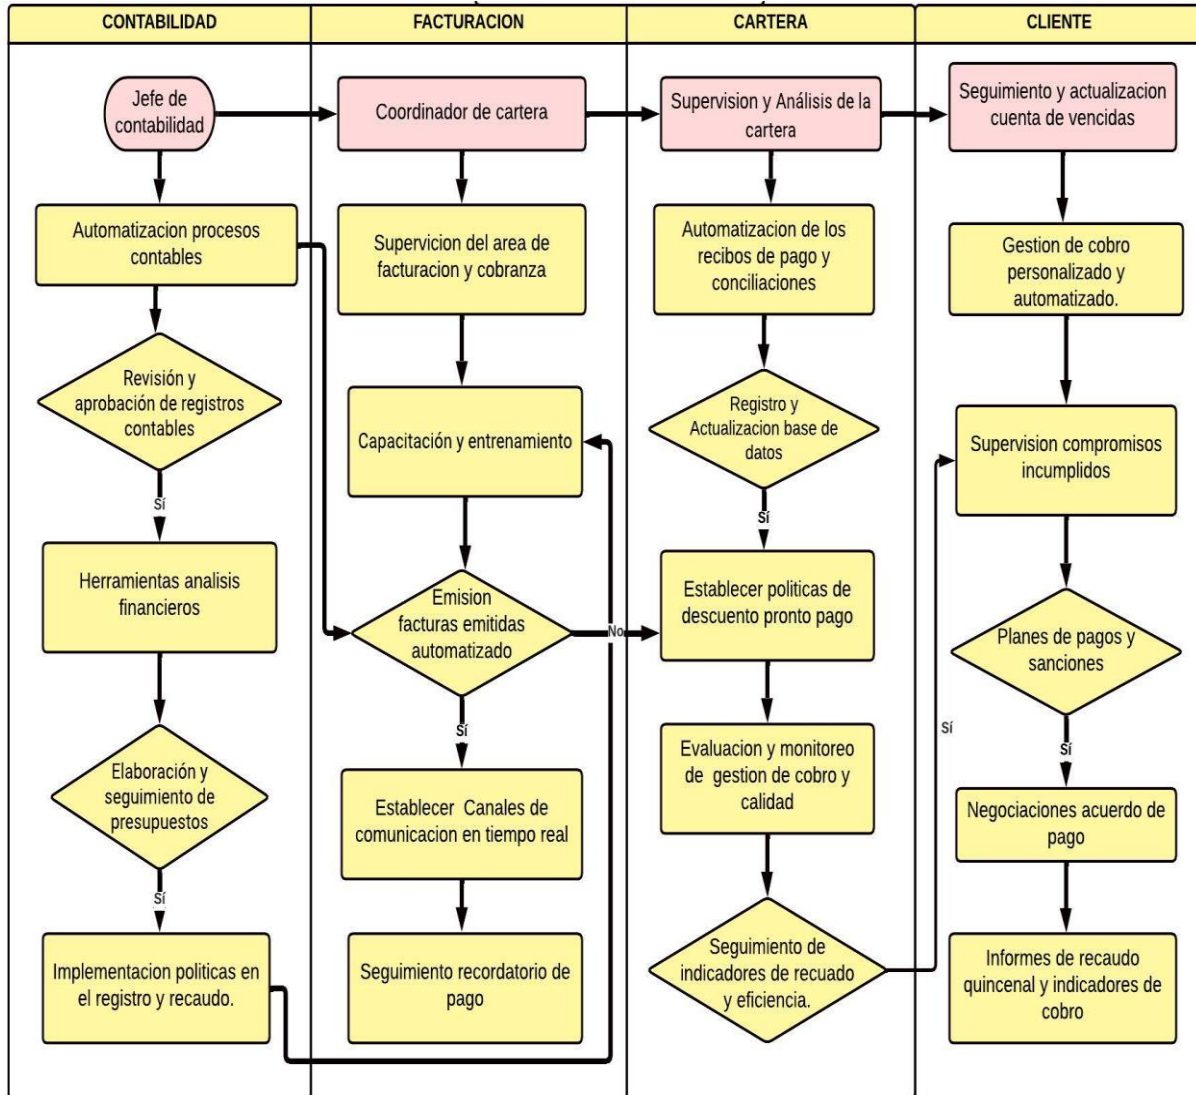 CONTABILIDAD
FACTURACION
CARTERA
CLIENTE
Jefe de
contabilidad
Coordinador de cartera
Supervision y Análisis de la
cartera
Seguimiento y actualizacion
cuenta de vencidas
Automatizacion procesos
contables
Revisión y
aprobación de registros
contables
Sí
Herramientas analisis
financieros
Elaboración y
seguimiento de
presupuestos
Sí
Implementacion politicas en
el registro y recaudo.
Supervicion del area de
facturacion y cobranza
Capacitación y entrenamiento
Emision
facturas emitidas
automatizado
No
Sí
Establecer Canales de
comunicacion en tiempo real
Seguimiento recordatorio de
pago
Automatizacion de los
recibos de pago y
conciliaciones
Registro y
Actualizacion base de
datos
Sí
Establecer politicas de
descuento pronto pago
Evaluacion y monitoreo
de gestion de cobro y
calidad
Seguimiento de
indicadores de recuado
y eficiencia.
Sí
Gestion de cobro
personalizado y
automatizado.
Supervision compromisos
incumplidos
Planes de pagos y
sanciones
Sí
Negociaciones acuerdo de
pago
Informes de recaudo
quincenal y indicadores de
cobro